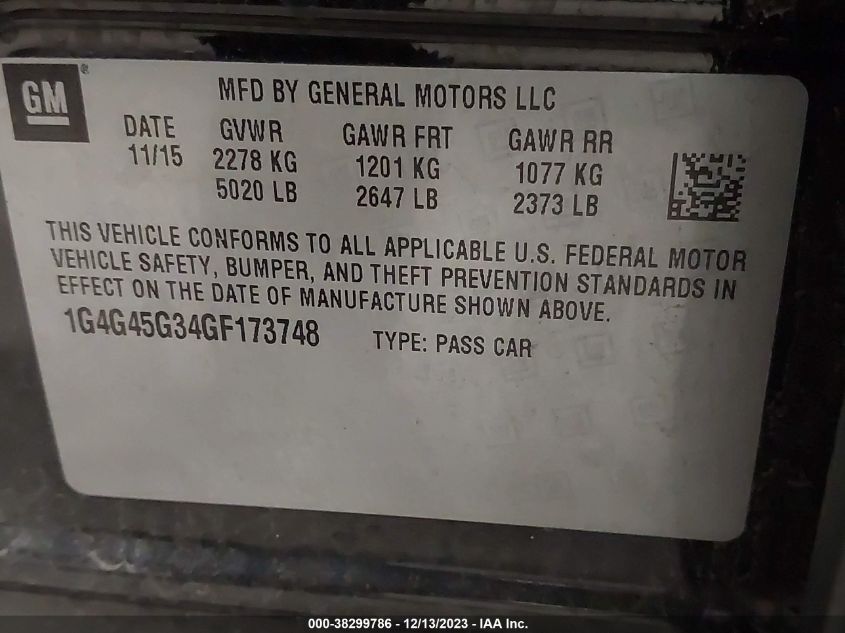 GM®
MFD BY GENERAL MOTORS LLC
DATE GVWR GAWR FRT GAWR RR
11/15 2278 KG 1201 KG 1077 KG
5020 LB 2647 LB 2373 LB
THIS VEHICLE CONFORMS TO ALL APPLICABLE U.S. FEDERAL MOTOR
VEHICLE SAFETY, BUMPER, AND THEFT PREVENTION STANDARDS IN
EFFECT ON THE DATE OF MANUFACTURE SHOWN ABOVE.
1G4G45G34GF173748 TYPE: PASS CAR
000-38299786 - 12/13/2023 - IAA Inc.